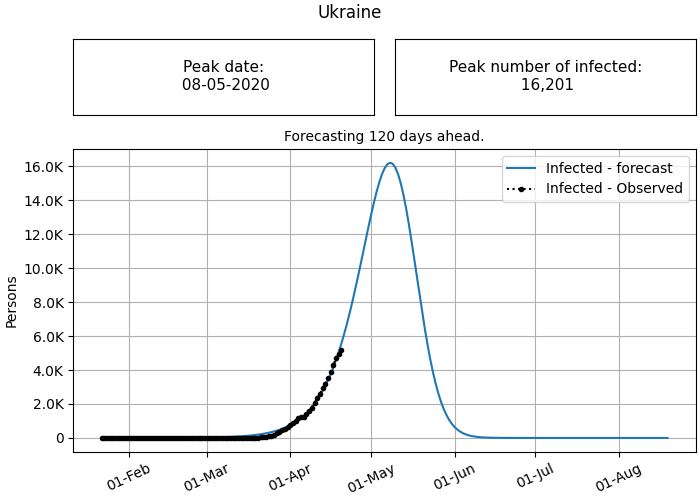 Ukraine
Peak date:
08-05-2020
Peak number of infected:
16,201
Forecasting 120 days ahead.
Infected - forecast
Infected - Observed
Persons
16.0K
14.0K
12.0K
10.0K
8.0K
6.0K
4.0K
2.0K
0
01-Feb
01-Mar
01-Apr
01-May
01-Jun
01-Jul
01-Aug